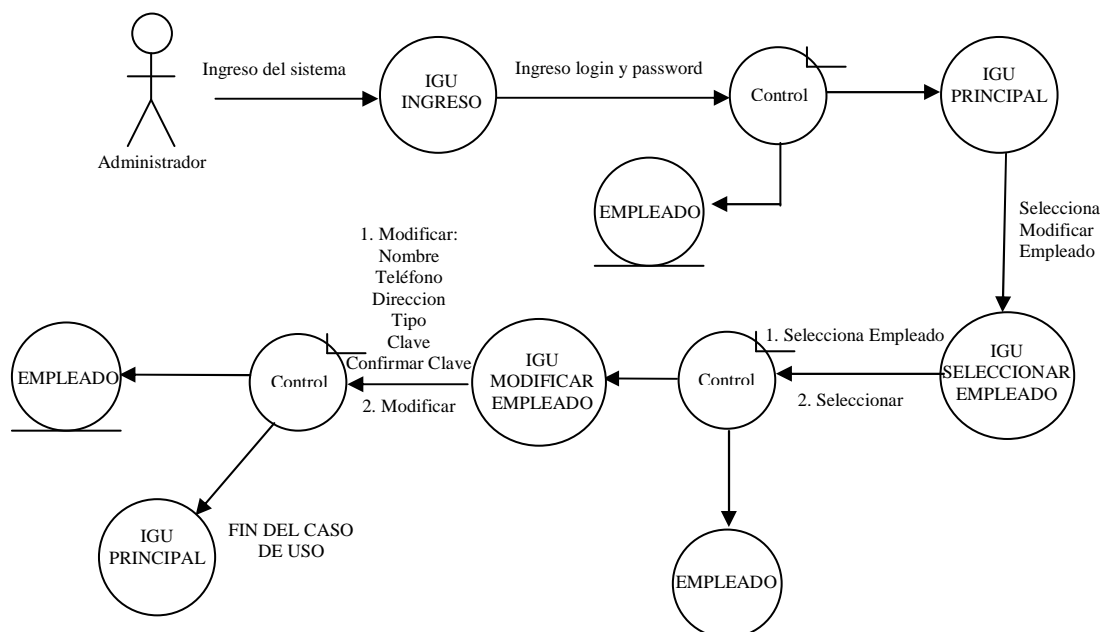 Administrador
Ingreso del sistema
IGU
INGRESO
Ingreso login y password
Control
IGU
PRINCIPAL
EMPLEADO
Selecciona
Modificar
Empleado
IGU
SELECCIONAR
EMPLEADO
1. Selecciona Empleado
2. Seleccionar
Control
EMPLEADO
IGU
MODIFICAR
EMPLEADO
1. Modificar:
Nombre
Teléfono
Direccion
Tipo
Clave
Confirmar Clave
2. Modificar
Control
EMPLEADO
IGU
PRINCIPAL
FIN DEL CASO
DE USO